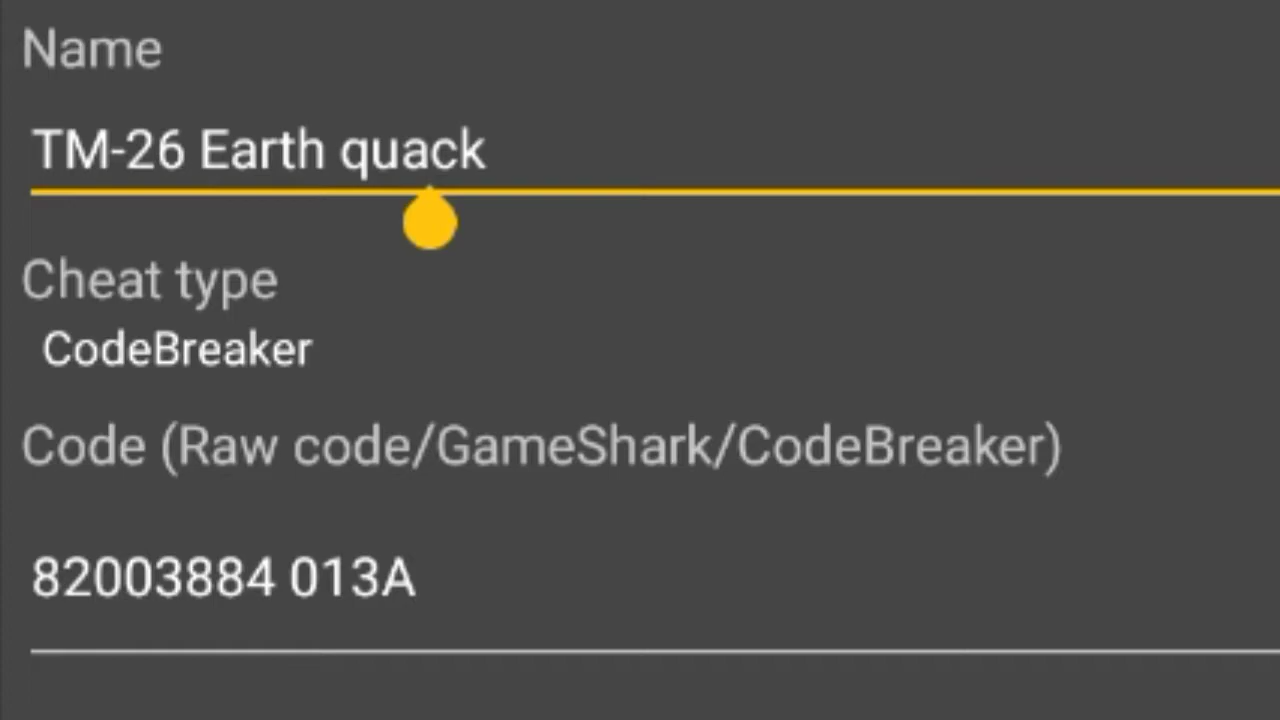 Name
TM-26 Earth quack
Cheat type
CodeBreaker
Code (Raw code/GameShark/CodeBreaker)
82003884 013A